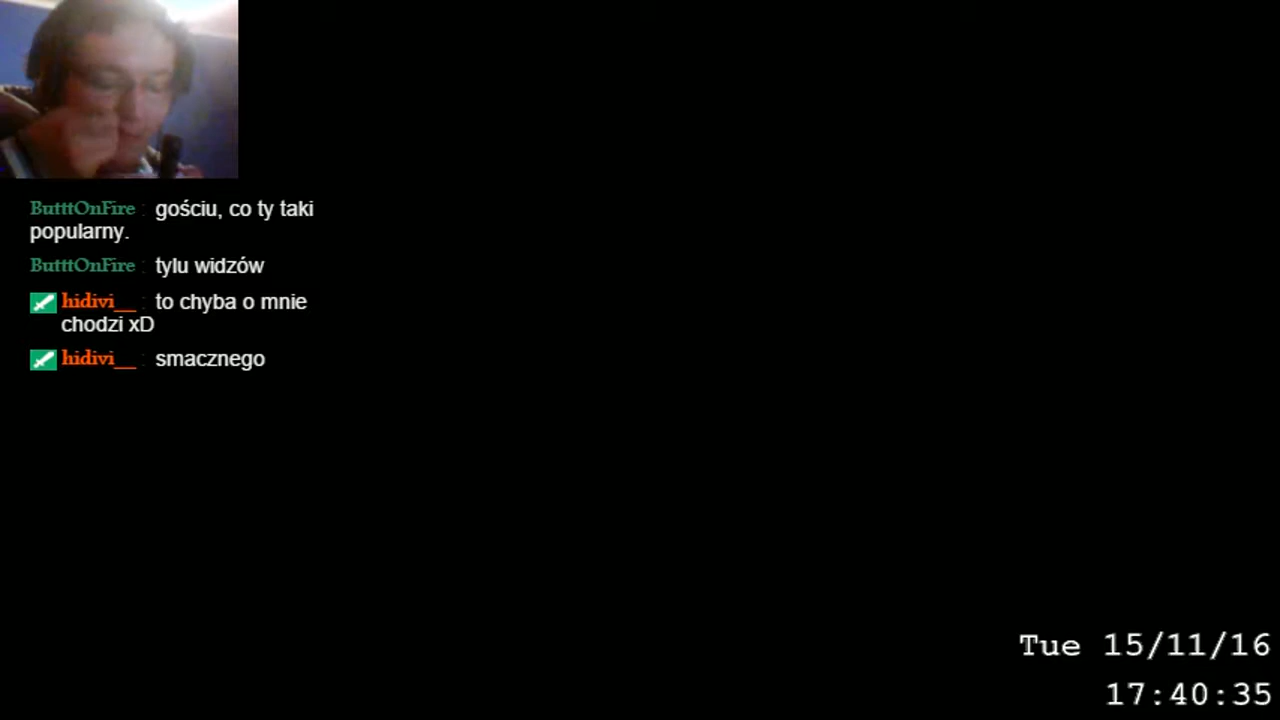 ButttOnFire : gościu, co ty taki
popularny.
ButttOnFire : tylu widzów
hidivi__ : to chyba o mnie
chodzi xD
hidivi__ : smacznego
Tue 15/11/16
17:40:35